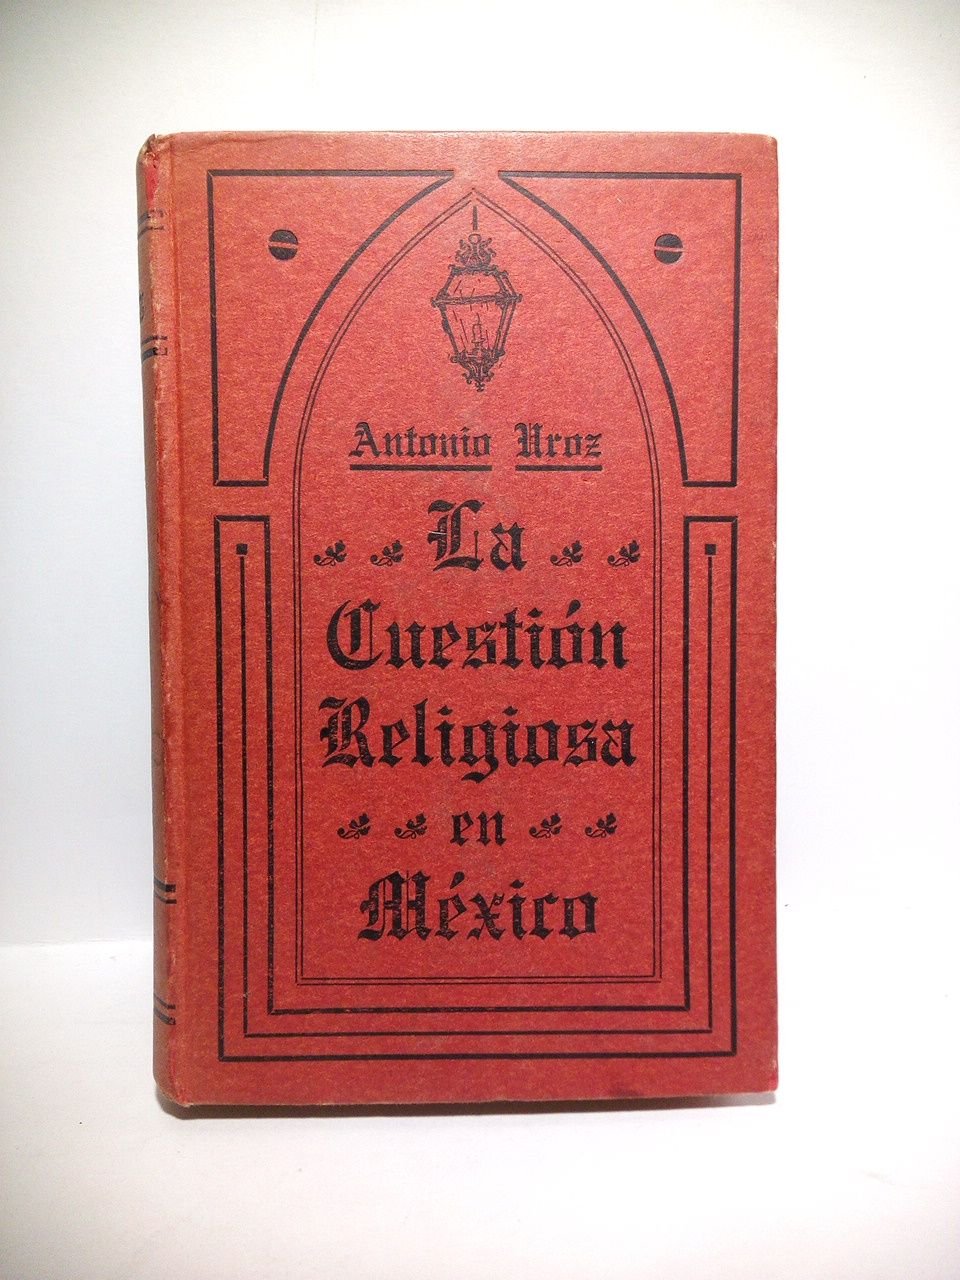 Antonio Uroz
La
Cuestión
Religiosa
en
México